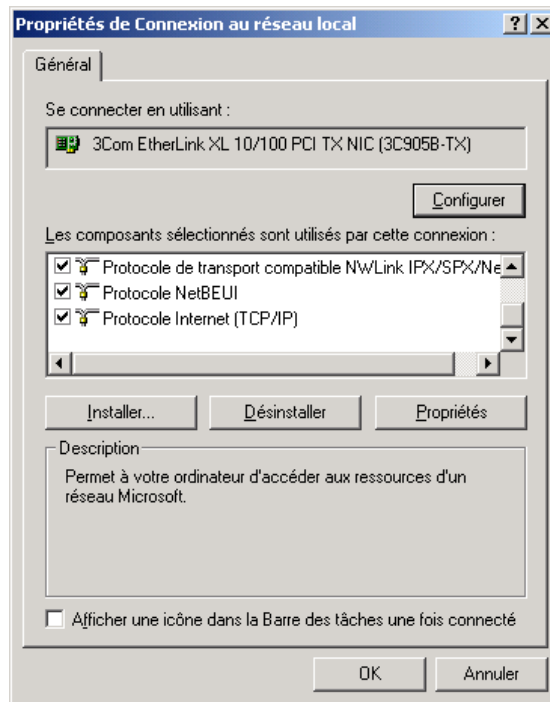 Propriétés de Connexion au réseau local
Général
Se connecter en utilisant :
3Com EtherLink XL 10/100 PCI TX NIC (3C905B-TX)
Configurer
Les composants sélectionnés sont utilisés par cette connexion :
Protocole de transport compatible NWLink IPX/SPX/Ne
Protocole NetBEUI
Protocole Internet (TCP/IP)
Installer...
Désinstaller
Propriétés
Description
Permet à votre ordinateur d'accéder aux ressources d'un
réseau Microsoft.
Afficher une icône dans la Barre des tâches une fois connecté
OK
Annuler